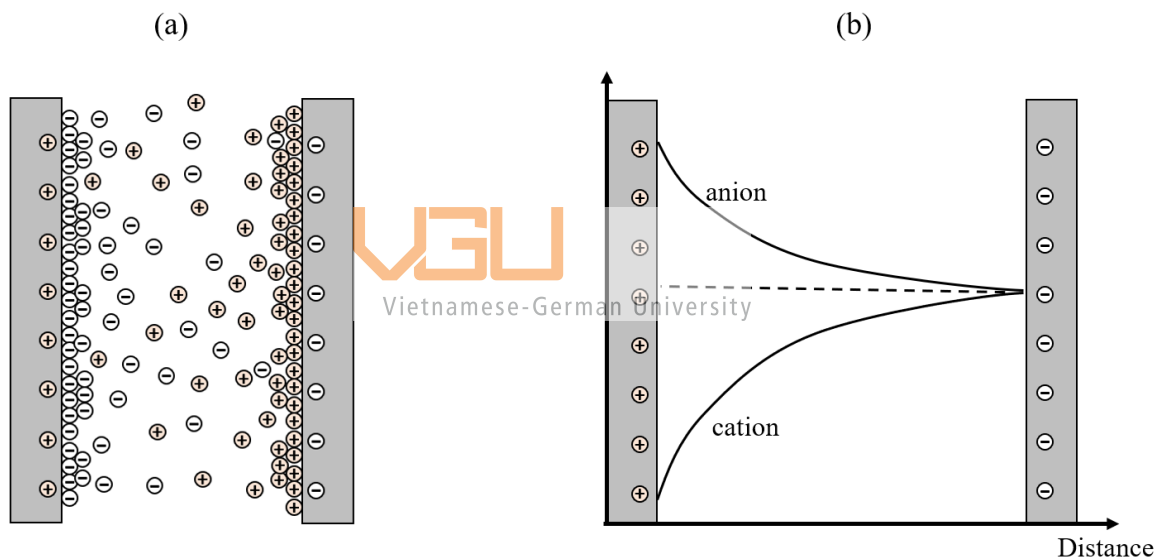 (a)
(b)
anion
VGU
Vietnamese-German University
cation
Distance